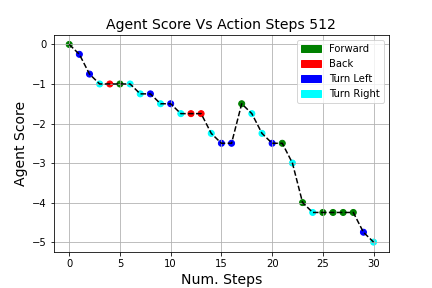 Agent Score Vs Action Steps 512
Forward
Back
Turn Left
Turn Right
Agent Score
0
−1
−2
−3
−4
−5
0 5 10 15 20 25 30
Num. Steps